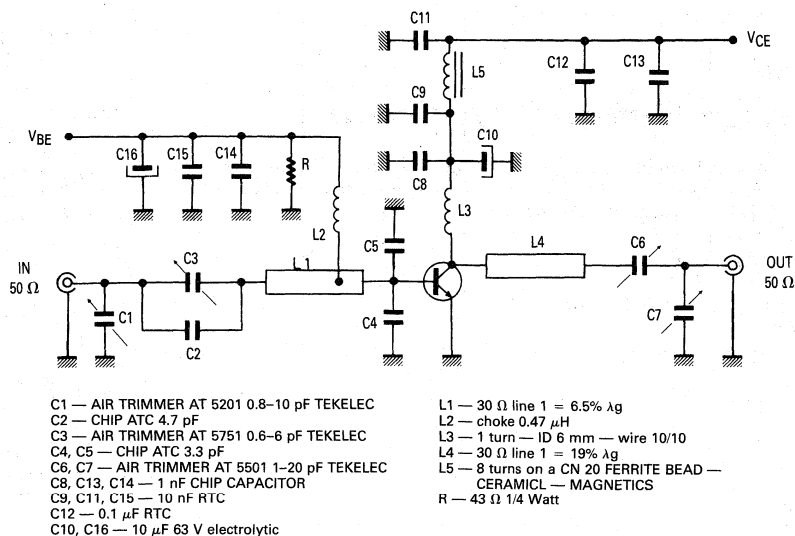 C11
VCE
L5
C12
C13
C9
VBE
C10
C16
C15
C14
R
C8
L3
L2
C5
C3
L1
L4
C6
IN
50 Ω
OUT
50 Ω
C1
C4
C7
C2
C1 — AIR TRIMMER AT 5201 0.8–10 pF TEKELEC
C2 — CHIP ATC 4.7 pF
C3 — AIR TRIMMER AT 5751 0.6–6 pF TEKELEC
C4, C5 — CHIP ATC 3.3 pF
C6, C7 — AIR TRIMMER AT 5501 1–20 pF TEKELEC
C8, C13, C14 — 1 nF CHIP CAPACITOR
C9, C11, C15 — 10 nF RTC
C12 — 0.1 μF RTC
C10, C16 — 10 μF 63 V electrolytic
L1 — 30 Ω line 1 = 6.5% λg
L2 — choke 0.47 μH
L3 — 1 turn — ID 6 mm — wire 10/10
L4 — 30 Ω line 1 = 19% λg
L5 — 8 turns on a CN 20 FERRITE BEAD —
CERAMICL — MAGNETICS
R — 43 Ω 1/4 Watt